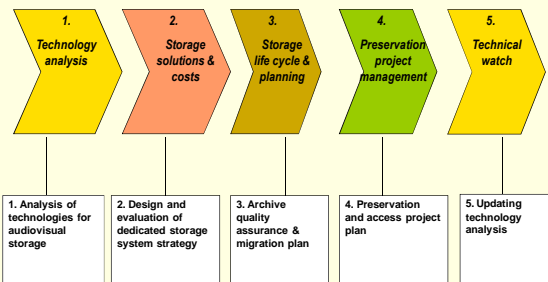 1.
Technology
analysis
2.
Storage
solutions &
costs
3.
Storage
life cycle &
planning
4.
Preservation
project
management
5.
Technical
watch
1. Analysis of
technologies for
audiovisual
storage
2. Design and
evaluation of
dedicated storage
system strategy
3. Archive
quality
assurance &
migration plan
4. Preservation
and access project
plan
5. Updating
technology
analysis